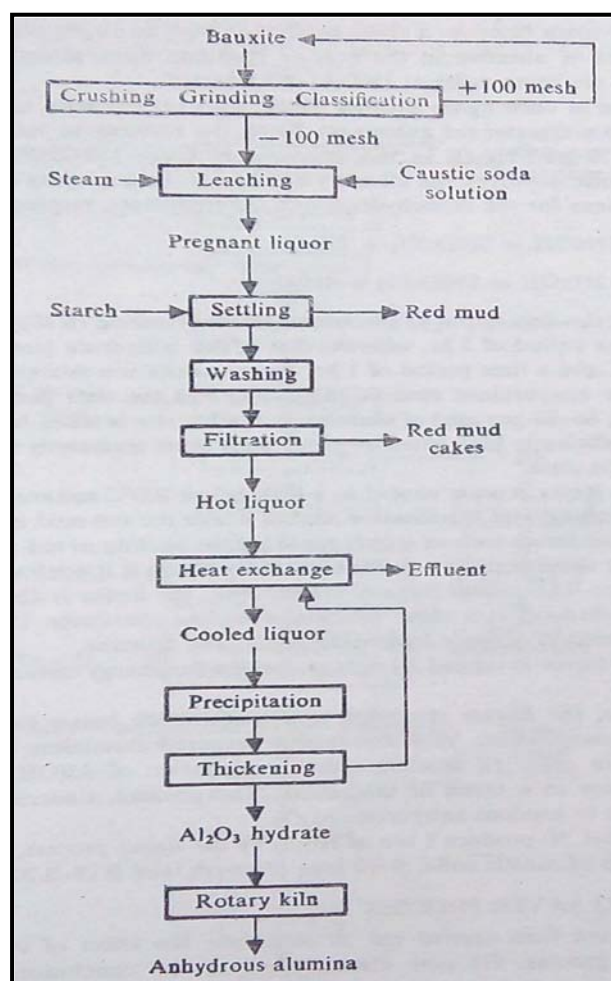 Bauxite
Crushing Grinding Classification
+100 mesh
−100 mesh
Steam
Leaching
Caustic soda
solution
Pregnant liquor
Starch
Settling
Red mud
Washing
Filtration
Red mud
cakes
Hot liquor
Heat exchange
Effluent
Cooled liquor
Precipitation
Thickening
Al₂O₃ hydrate
Rotary kiln
Anhydrous alumina